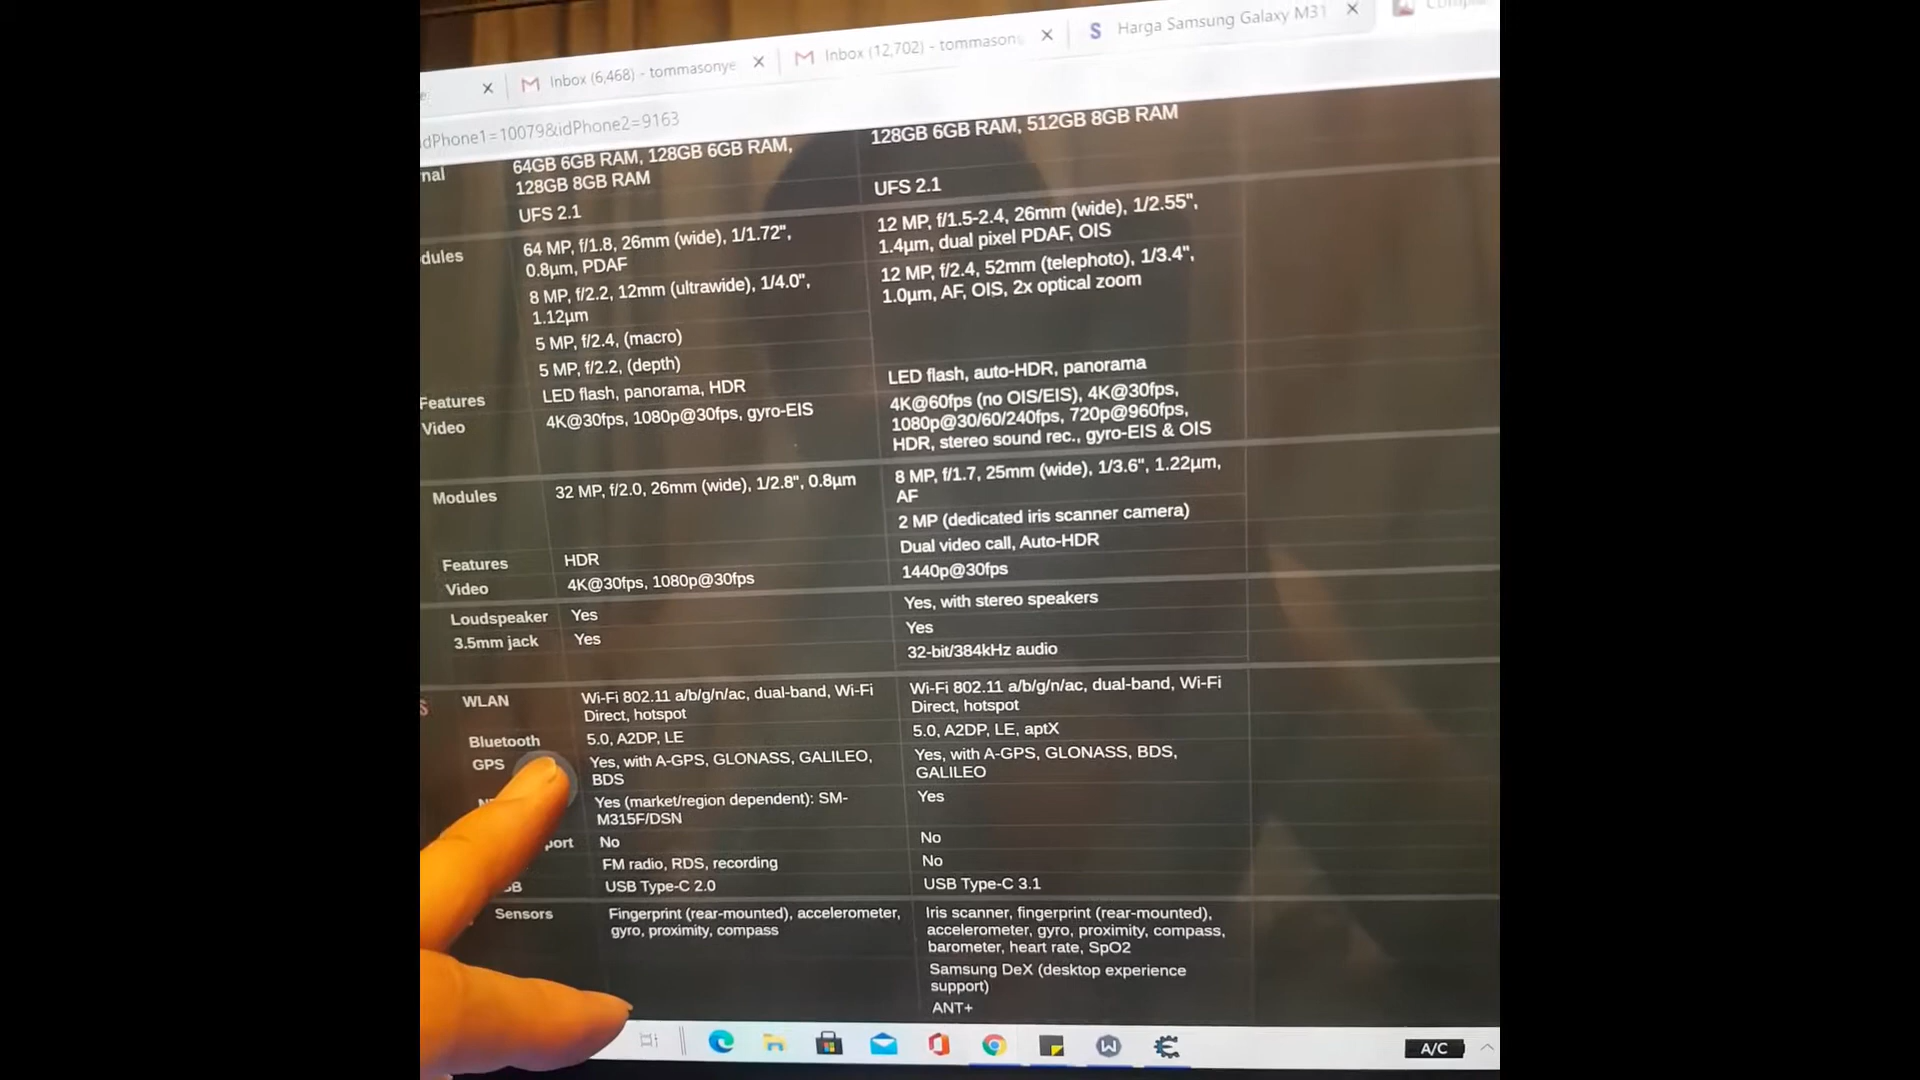 Inbox (6,468) - tommasonye
Inbox (12,702) - tommason
Harga Samsung Galaxy M31
dPhone1=10079&idPhone2=9163
nal
64GB 6GB RAM, 128GB 6GB RAM,
128GB 8GB RAM
128GB 6GB RAM, 512GB 8GB RAM
UFS 2.1
UFS 2.1
dules
64 MP, f/1.8, 26mm (wide), 1/1.72",
0.8µm, PDAF
12 MP, f/1.5-2.4, 26mm (wide), 1/2.55",
1.4µm, dual pixel PDAF, OIS
8 MP, f/2.2, 12mm (ultrawide), 1/4.0",
1.12µm
12 MP, f/2.4, 52mm (telephoto), 1/3.4",
1.0µm, AF, OIS, 2x optical zoom
5 MP, f/2.4, (macro)
5 MP, f/2.2, (depth)
Features
LED flash, panorama, HDR
LED flash, auto-HDR, panorama
Video
4K@30fps, 1080p@30fps, gyro-EIS
4K@60fps (no OIS/EIS), 4K@30fps,
1080p@30/60/240fps, 720p@960fps,
HDR, stereo sound rec., gyro-EIS & OIS
Modules
32 MP, f/2.0, 26mm (wide), 1/2.8", 0.8µm
8 MP, f/1.7, 25mm (wide), 1/3.6", 1.22µm,
AF
2 MP (dedicated iris scanner camera)
Features
HDR
Dual video call, Auto-HDR
Video
4K@30fps, 1080p@30fps
1440p@30fps
Loudspeaker
Yes
Yes, with stereo speakers
3.5mm jack
Yes
Yes
32-bit/384kHz audio
WLAN
Wi-Fi 802.11 a/b/g/n/ac, dual-band, Wi-Fi
Direct, hotspot
Wi-Fi 802.11 a/b/g/n/ac, dual-band, Wi-Fi
Direct, hotspot
Bluetooth
5.0, A2DP, LE
5.0, A2DP, LE, aptX
GPS
Yes, with A-GPS, GLONASS, GALILEO,
BDS
Yes, with A-GPS, GLONASS, BDS,
GALILEO
Yes (market/region dependent): SM-
M315F/DSN
Yes
port
No
No
FM radio, RDS, recording
No
SB
USB Type-C 2.0
USB Type-C 3.1
Sensors
Fingerprint (rear-mounted), accelerometer,
gyro, proximity, compass
Iris scanner, fingerprint (rear-mounted),
accelerometer, gyro, proximity, compass,
barometer, heart rate, SpO2
Samsung DeX (desktop experience
support)
ANT+
A/C